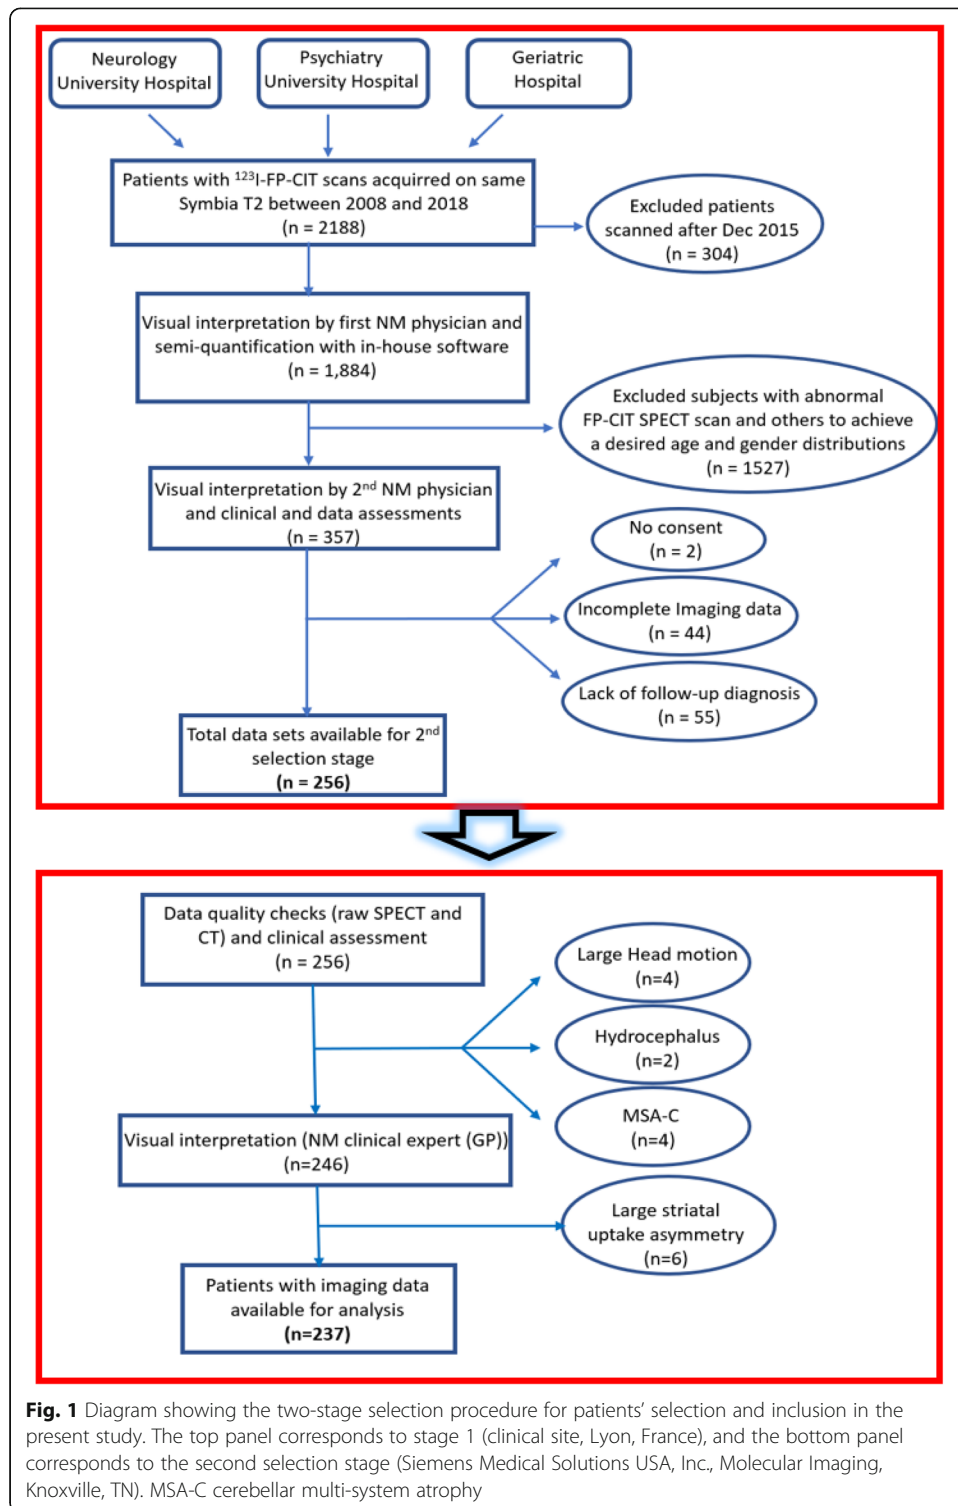 Neurology
University Hospital
Psychiatry
University Hospital
Geriatric
Hospital
Patients with ¹²³I-FP-CIT scans acquirred on same
Symbia T2 between 2008 and 2018
(n = 2188)
Excluded patients
scanned after Dec 2015
(n = 304)
Visual interpretation by first NM physician and
semi-quantification with in-house software
(n = 1,884)
Excluded subjects with abnormal
FP-CIT SPECT scan and others to achieve
a desired age and gender distributions
(n = 1527)
Visual interpretation by 2ⁿᵈ NM physician
and clinical and data assessments
(n = 357)
No consent
(n = 2)
Incomplete Imaging data
(n = 44)
Lack of follow-up diagnosis
(n = 55)
Total data sets available for 2ⁿᵈ
selection stage
(n = 256)
Data quality checks (raw SPECT and
CT) and clinical assessment
(n = 256)
Large Head motion
(n=4)
Hydrocephalus
(n=2)
MSA-C
(n=4)
Visual interpretation (NM clinical expert (GP))
(n=246)
Large striatal
uptake asymmetry
(n=6)
Patients with imaging data
available for analysis
(n=237)
Fig. 1 Diagram showing the two-stage selection procedure for patients' selection and inclusion in the
present study. The top panel corresponds to stage 1 (clinical site, Lyon, France), and the bottom panel
corresponds to the second selection stage (Siemens Medical Solutions USA, Inc., Molecular Imaging,
Knoxville, TN). MSA-C cerebellar multi-system atrophy